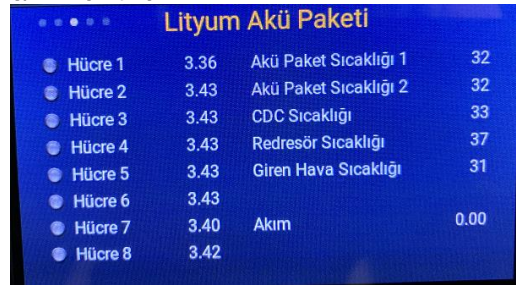 Lityum Akü Paketi
Hücre 1 3.36 Akü Paket Sıcaklığı 1 32
Hücre 2 3.43 Akü Paket Sıcaklığı 2 32
Hücre 3 3.43 CDC Sıcaklığı 33
Hücre 4 3.43 Redresör Sıcaklığı 37
Hücre 5 3.43 Giren Hava Sıcaklığı 31
Hücre 6 3.43
Hücre 7 3.40 Akım 0.00
Hücre 8 3.42